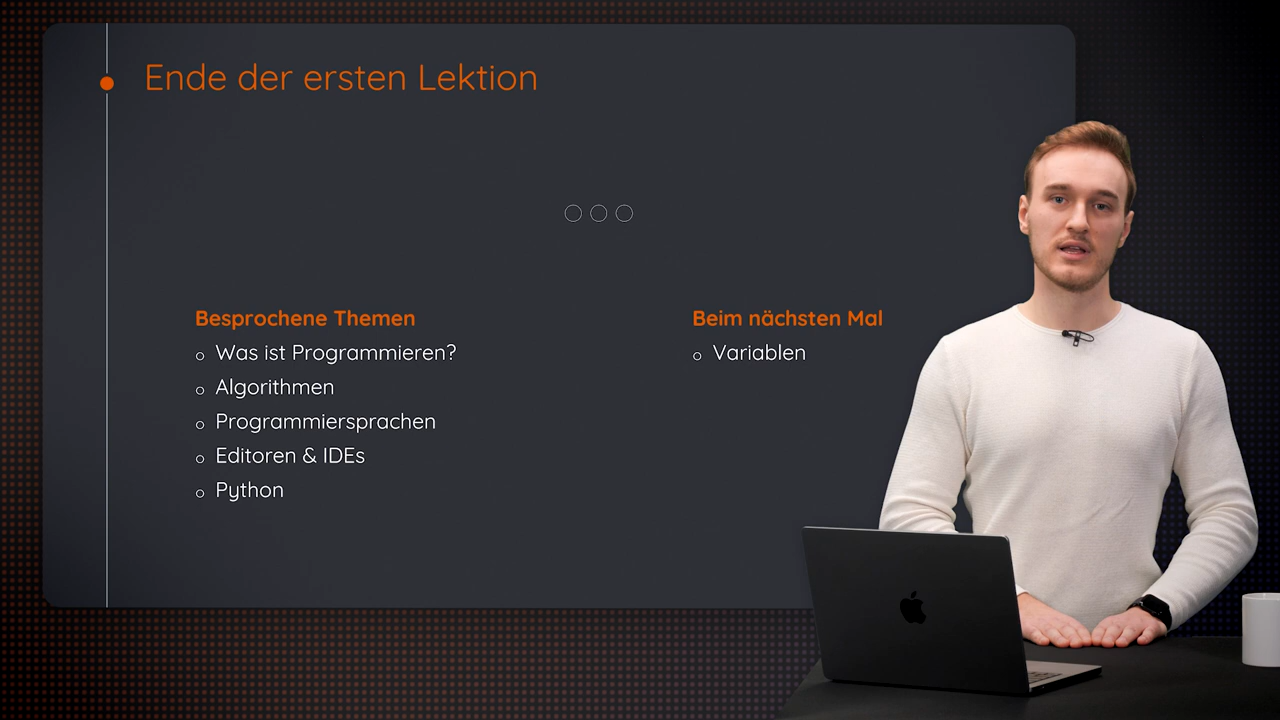 Ende der ersten Lektion
Besprochene Themen
Was ist Programmieren?
Algorithmen
Programmiersprachen
Editoren & IDEs
Python
Beim nächsten Mal
Variablen